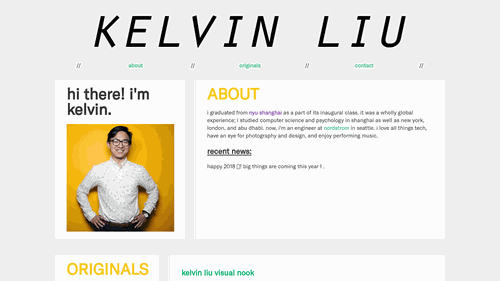 KELVIN LIU
// about // originals // contact //
hi there! i'm
kelvin.
ABOUT
i graduated from nyu shanghai as a part of its inaugural class. it was a wholly global
experience; i studied computer science and psychology in shanghai as well as new york,
london, and abu dhabi. now, i'm an engineer at nordstrom in seattle. i love all things tech,
have an eye for photography and design, and enjoy performing music.
recent news:
happy 2018 ! big things are coming this year ! .
ORIGINALS
kelvin liu visual nook